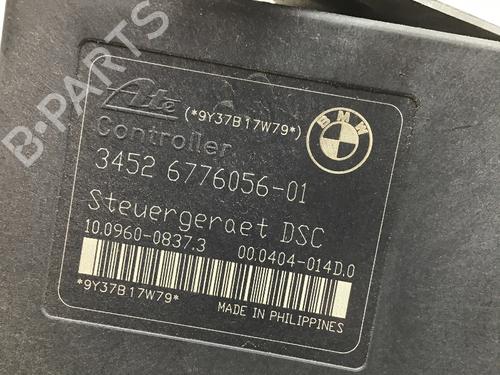 B-PARTS
Ate (*9Y37B17W79*)
BMW
Controller
3452 6776056-01
Steuergeraet DSC
10.0960-0837.3 00.0404-014D.0
*9Y37B17W79*
MADE IN PHILIPPINES